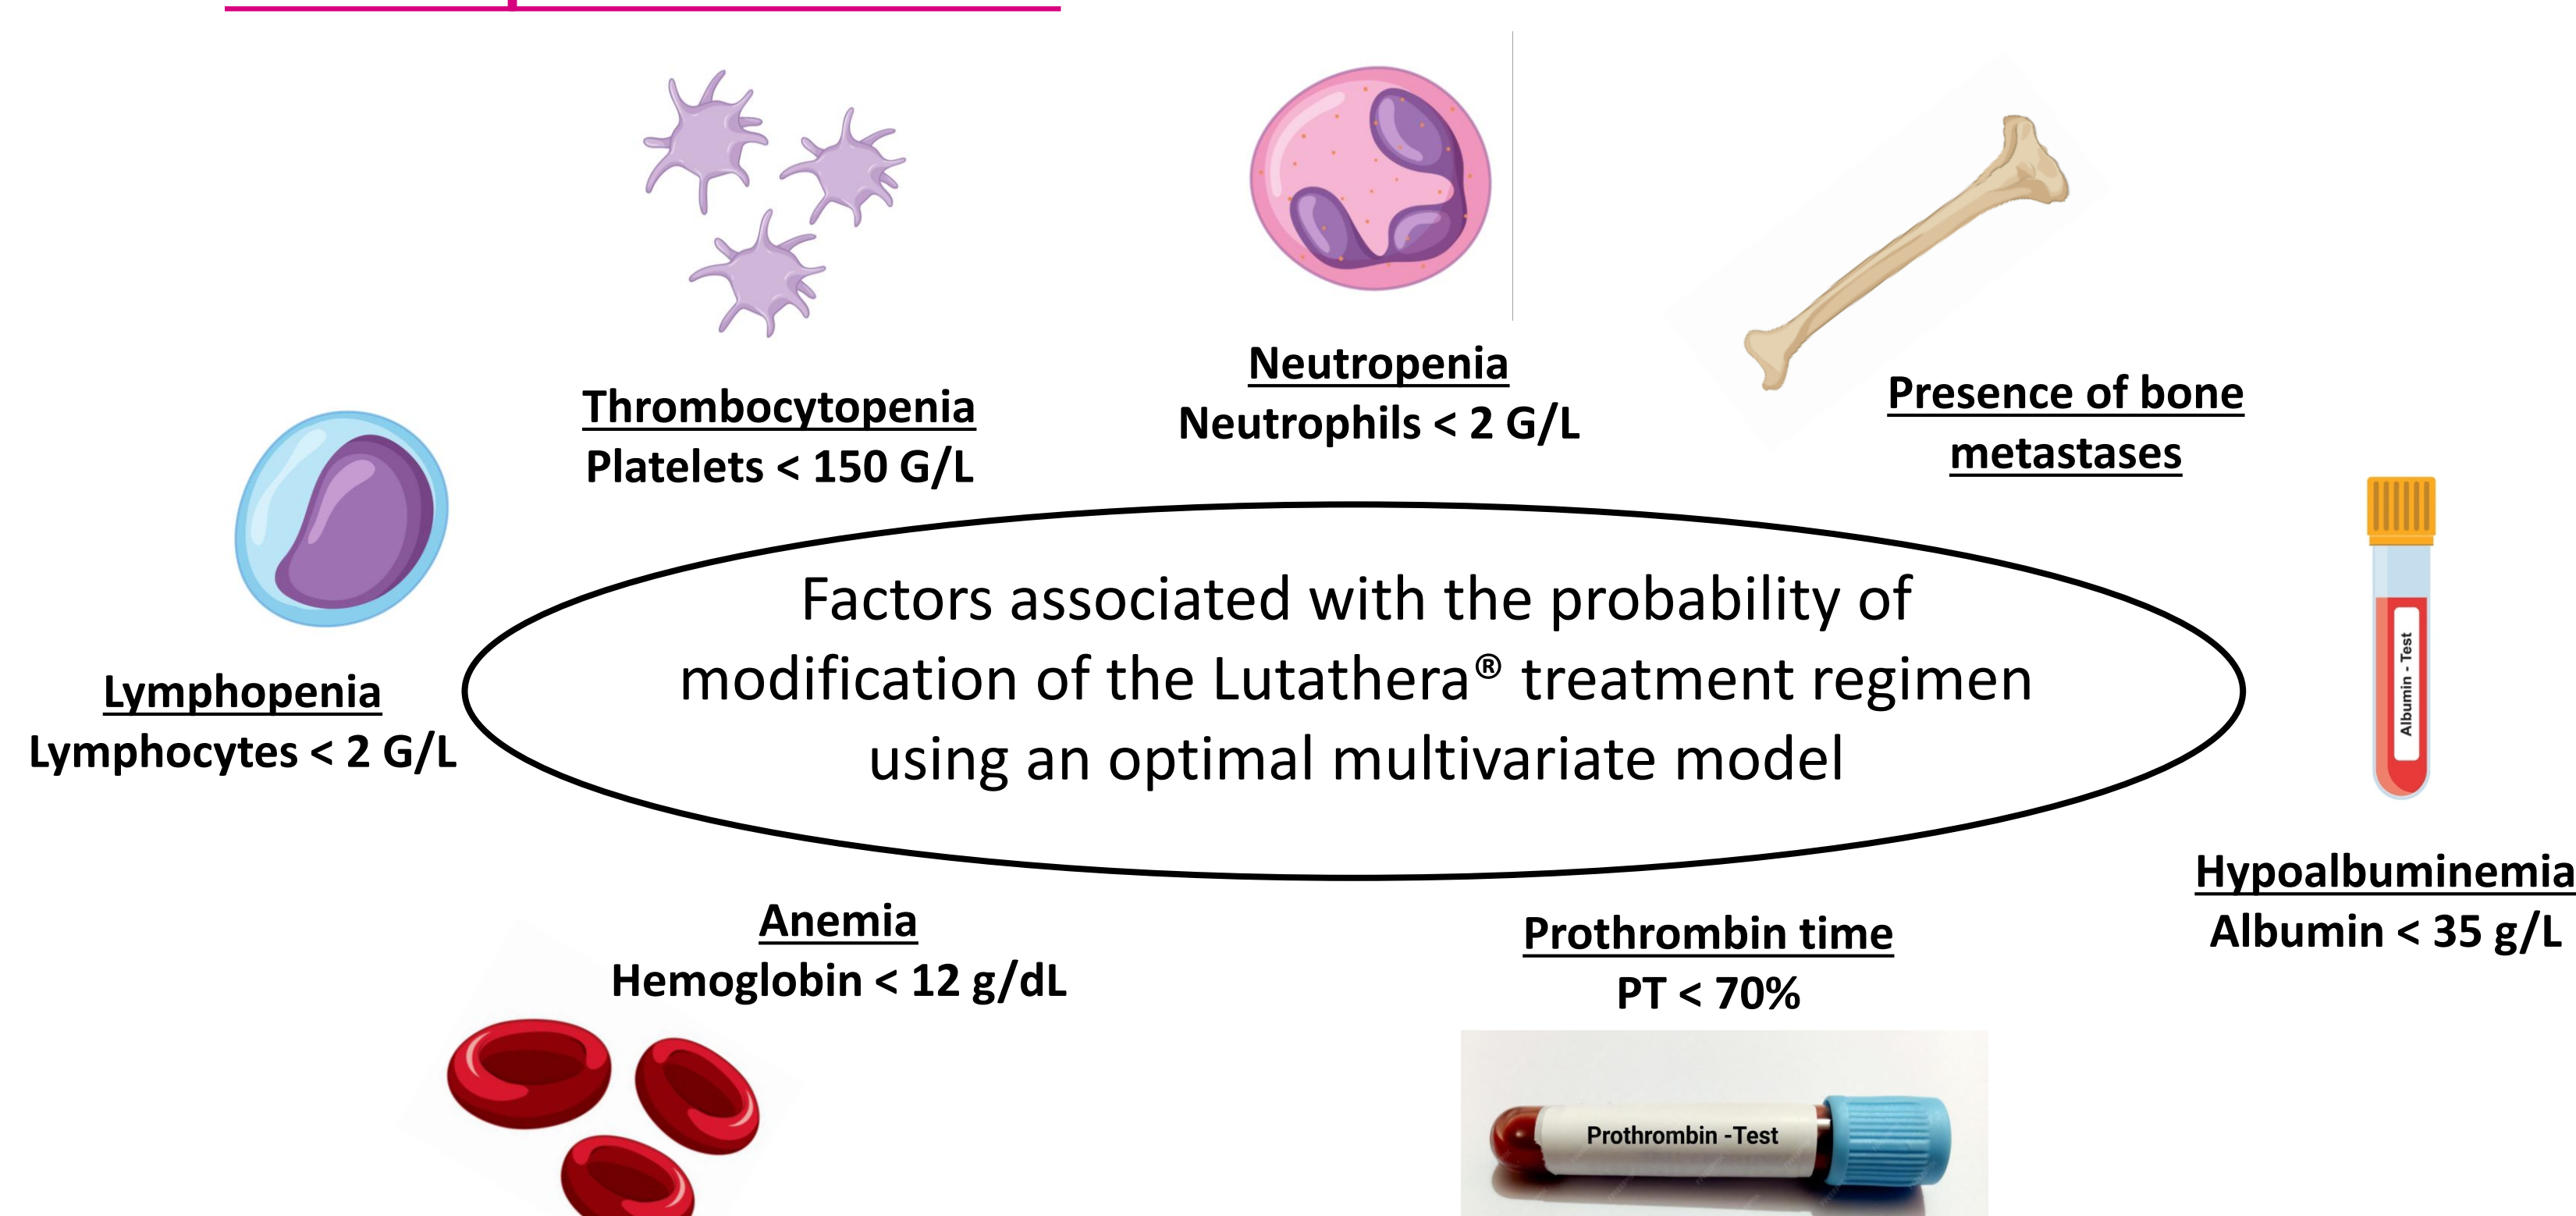 Thrombocytopenia
Platelets < 150 G/L
Neutropenia
Neutrophils < 2 G/L
Presence of bone
metastases
Lymphopenia
Lymphocytes < 2 G/L
Factors associated with the probability of
modification of the Lutathera® treatment regimen
using an optimal multivariate model
Albumin - Test
Hypoalbuminemia
Albumin < 35 g/L
Anemia
Hemoglobin < 12 g/dL
Prothrombin time
PT < 70%
Prothrombin -Test